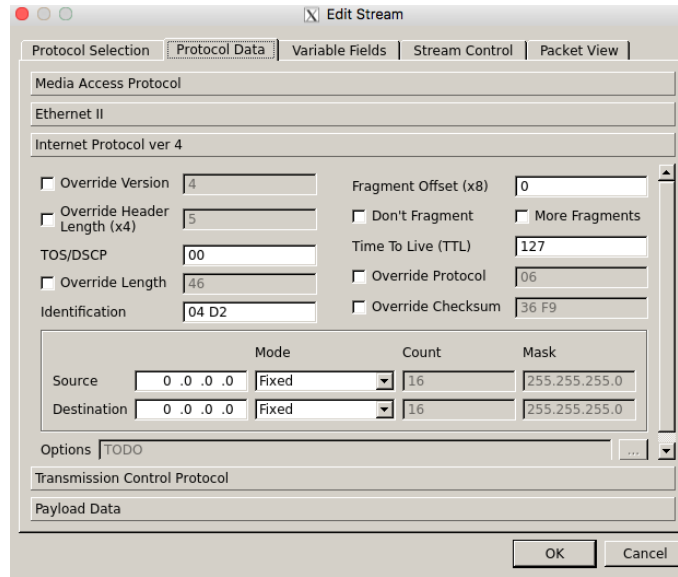 X Edit Stream
Protocol Selection Protocol Data Variable Fields Stream Control Packet View
Media Access Protocol
Ethernet II
Internet Protocol ver 4
Override Version 4 Fragment Offset (x8) 0
Override Header Length (x4) 5 Don't Fragment More Fragments
TOS/DSCP 00 Time To Live (TTL) 127
Override Length 46 Override Protocol 06
Identification 04 D2 Override Checksum 36 F9
Mode Count Mask
Source 0 .0 .0 .0 Fixed 16 255.255.255.0
Destination 0 .0 .0 .0 Fixed 16 255.255.255.0
Options TODO ...
Transmission Control Protocol
Payload Data
OK Cancel